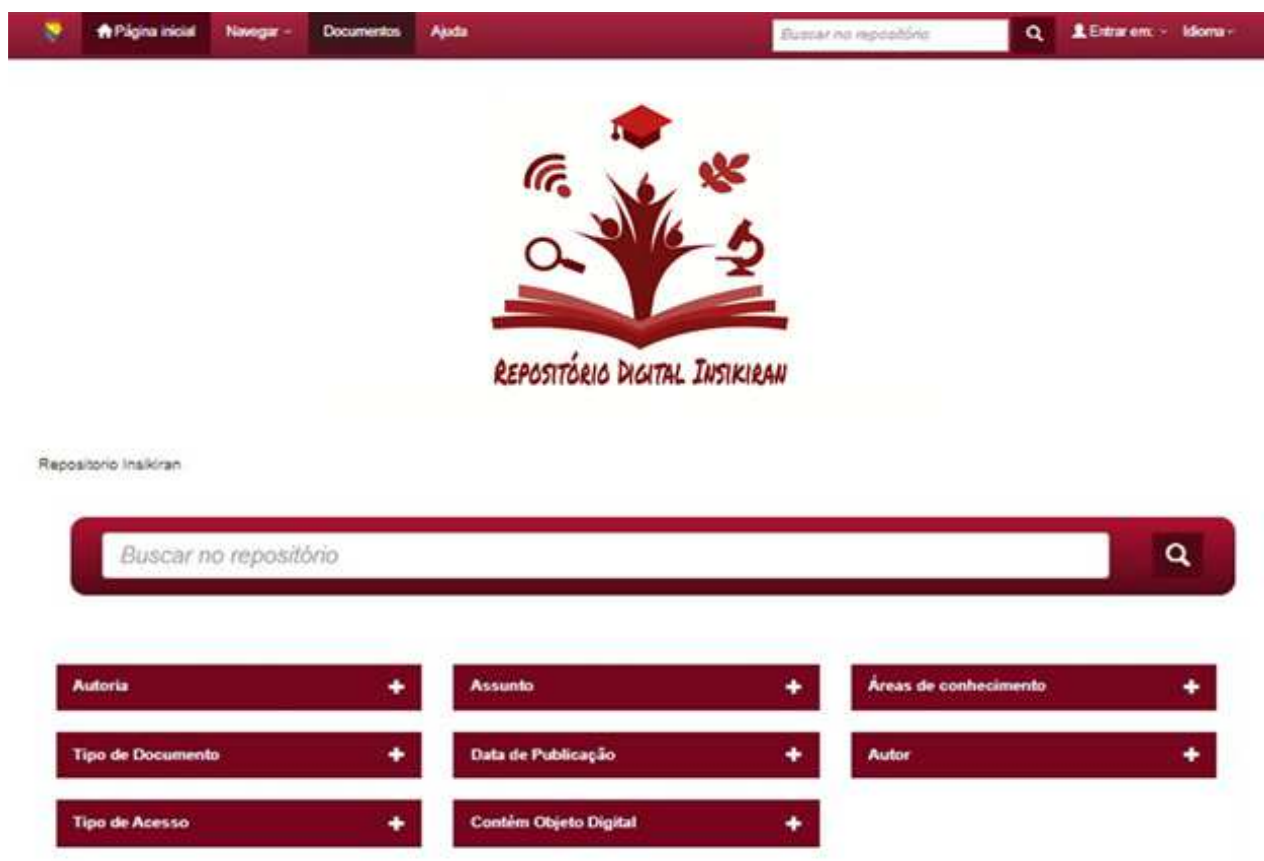 Página inicial Navegar Documentos Ajuda Buscar no repositório Entrar em: Idioma
REPOSITÓRIO DIGITAL INSIKIRAN
Repositorio Insikiran
Buscar no repositório
Autoria Assunto Áreas de conhecimento
Tipo de Documento Data de Publicação Autor
Tipo de Acesso Contém Objeto Digital